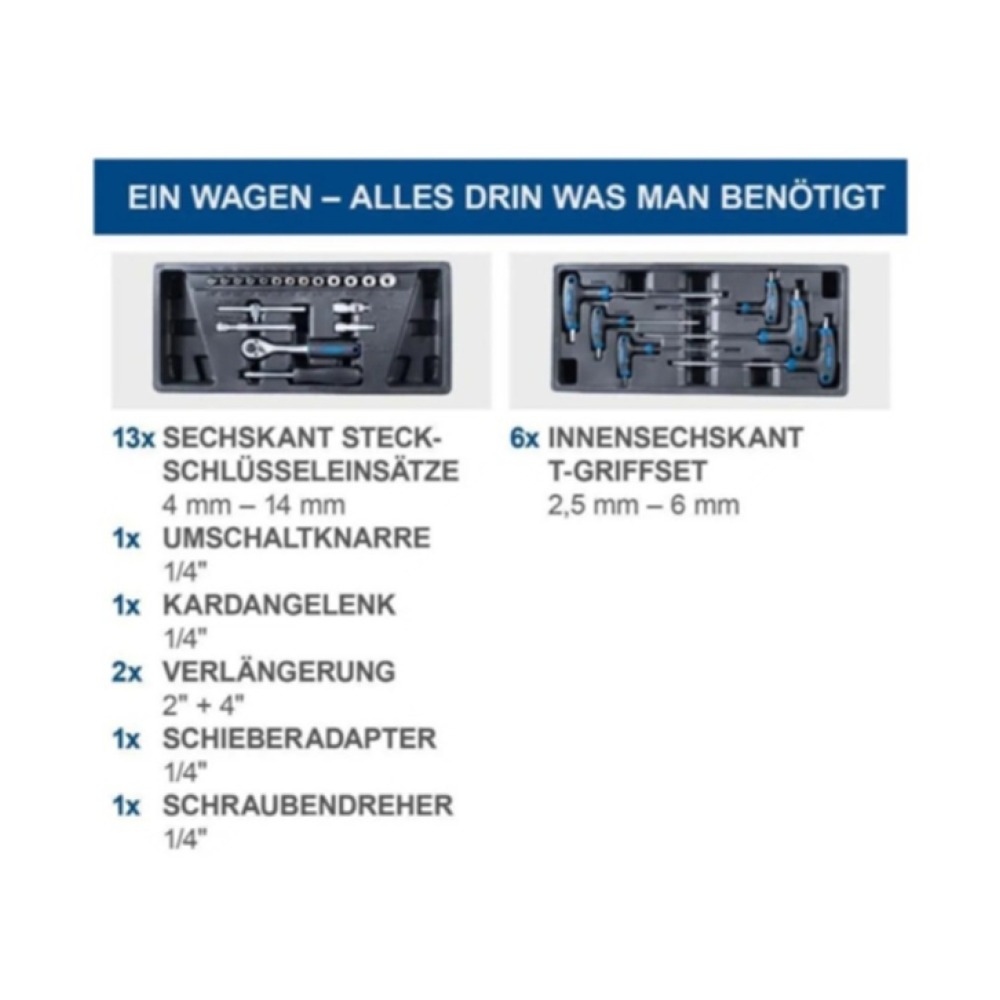 EIN WAGEN – ALLES DRIN WAS MAN BENÖTIGT
13x SECHSKANT STECK-
SCHLÜSSELEINSÄTZE
4 mm – 14 mm
1x UMSCHALTKNARRE
1/4"
1x KARDANGELENK
1/4"
2x VERLÄNGERUNG
2" + 4"
1x SCHIEBERADAPTER
1/4"
1x SCHRAUBENDREHER
1/4"
6x INNENSECHSKANT
T-GRIFFSET
2,5 mm – 6 mm